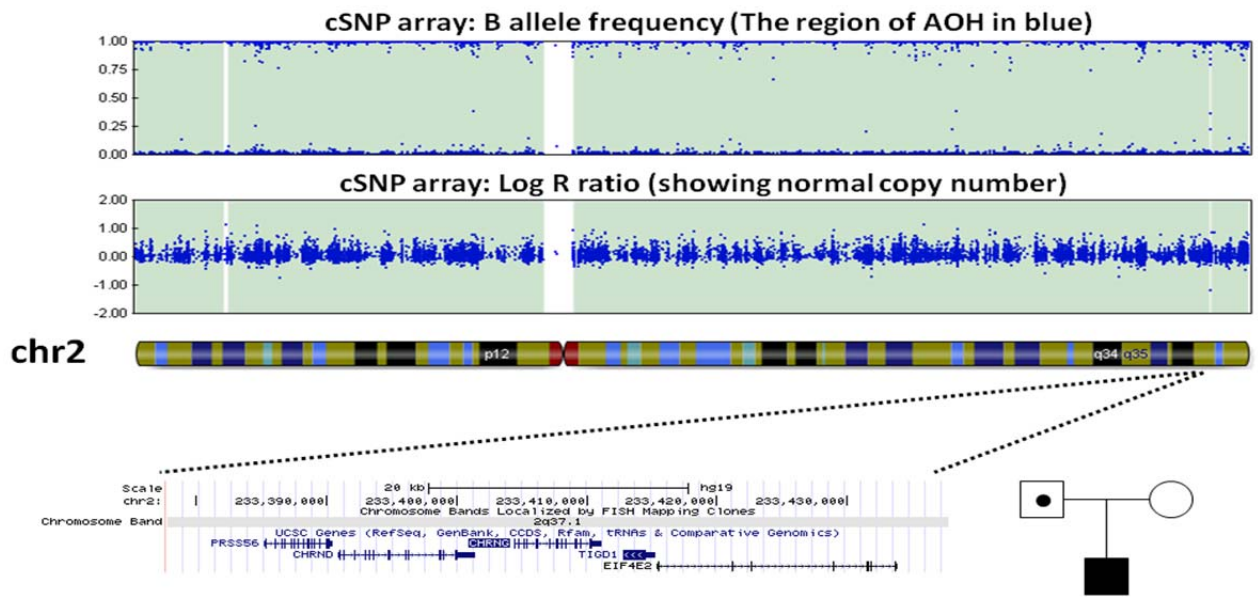 cSNP array: B allele frequency (The region of AOH in blue)
1.00
0.75
0.50
0.25
0.00
cSNP array: Log R ratio (showing normal copy number)
2.00
1.00
0.00
-1.00
-2.00
chr2
p12 q34 q35
Scale 20 kb hg19
chr2: 233,390,000 233,400,000 233,410,000 233,420,000 233,430,000
Chromosome Bands Localized by FISH Mapping Clones
Chromosome Band 2q37.1
UCSC Genes (RefSeq, GenBank, CCDS, Rfam, tRNAs & Comparative Genomics)
PRSS56 CHRNG
CHRND TIGD1
EIF4E2